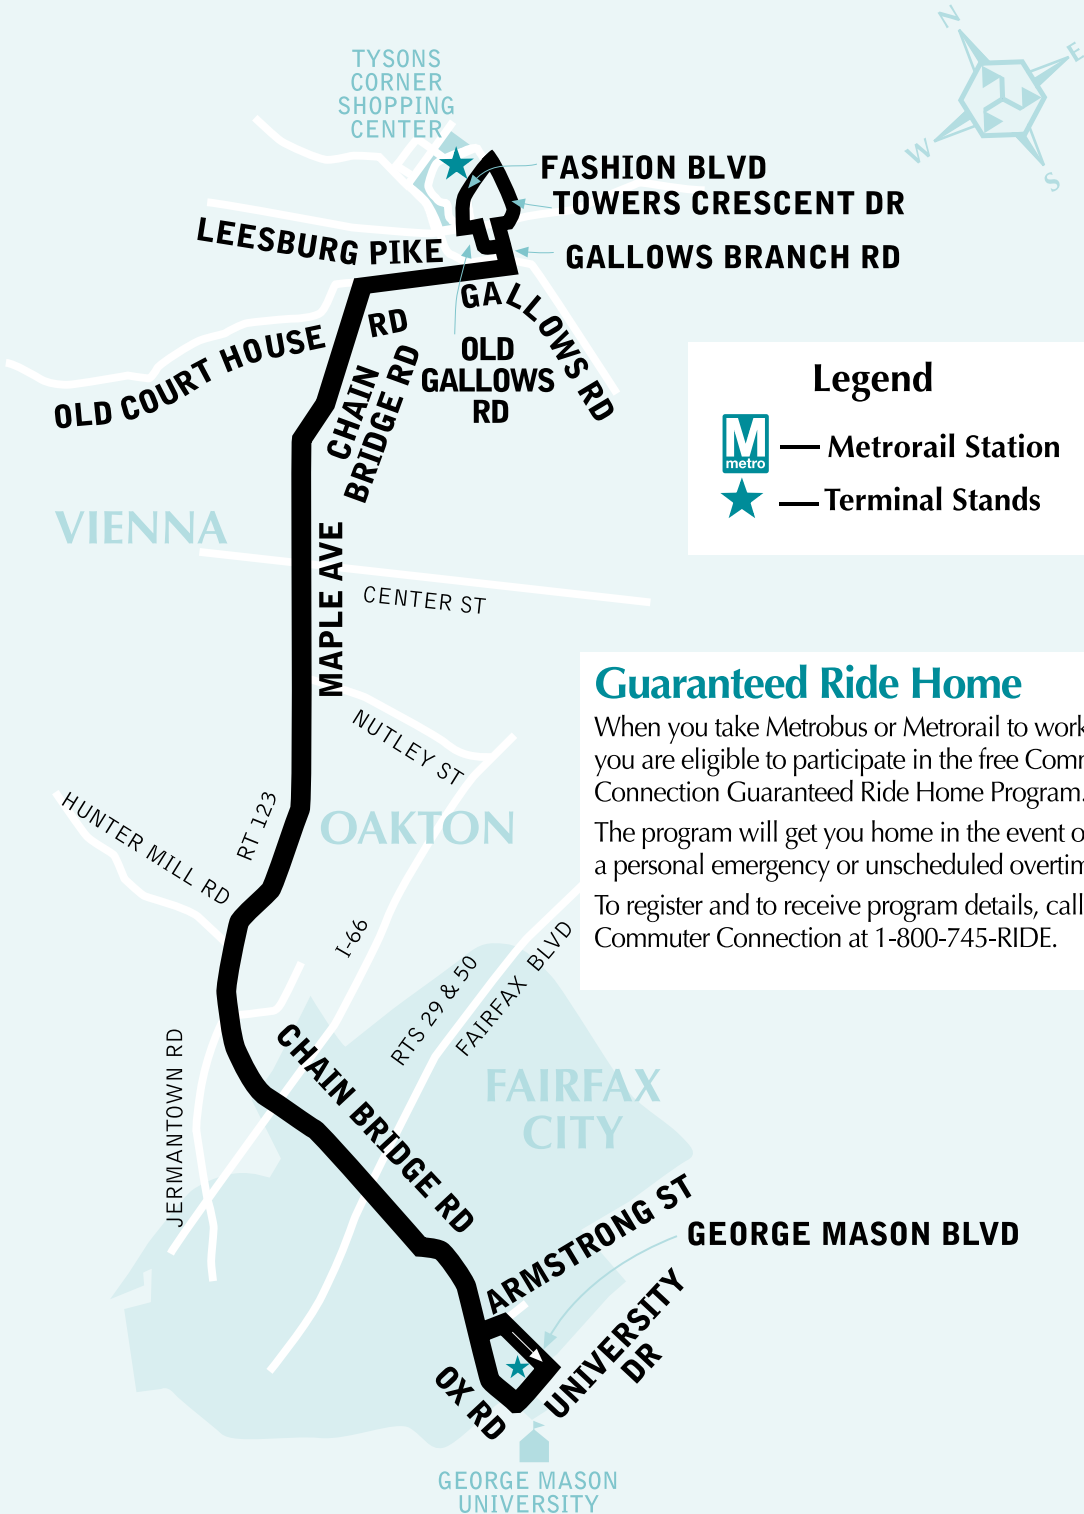 N
E
W
S
TYSONS
CORNER
SHOPPING
CENTER
FASHION BLVD
TOWERS CRESCENT DR
LEESBURG PIKE
GALLOWS BRANCH RD
GALLOWS RD
OLD COURT HOUSE RD
OLD
GALLOWS
RD
CHAIN
BRIDGE RD
Legend
M
metro
Metrorail Station
Terminal Stands
VIENNA
MAPLE AVE
CENTER ST
Guaranteed Ride Home
When you take Metrobus or Metrorail to work
you are eligible to participate in the free
Connection Guaranteed Ride Home Program.
The program will get you home in the event
a personal emergency or unscheduled
To register and to receive program details, call
Commuter Connection at 1-800-745-RIDE.
NUTLEY ST
HUNTER MILL RD
RT 123
OAKTON
I-66
RTS 29 & 50
FAIRFAX BLVD
JERMANTOWN RD
CHAIN BRIDGE RD
FAIRFAX
CITY
ARMSTRONG ST
GEORGE MASON BLVD
UNIVERSITY
DR
OX RD
GEORGE MASON
UNIVERSITY